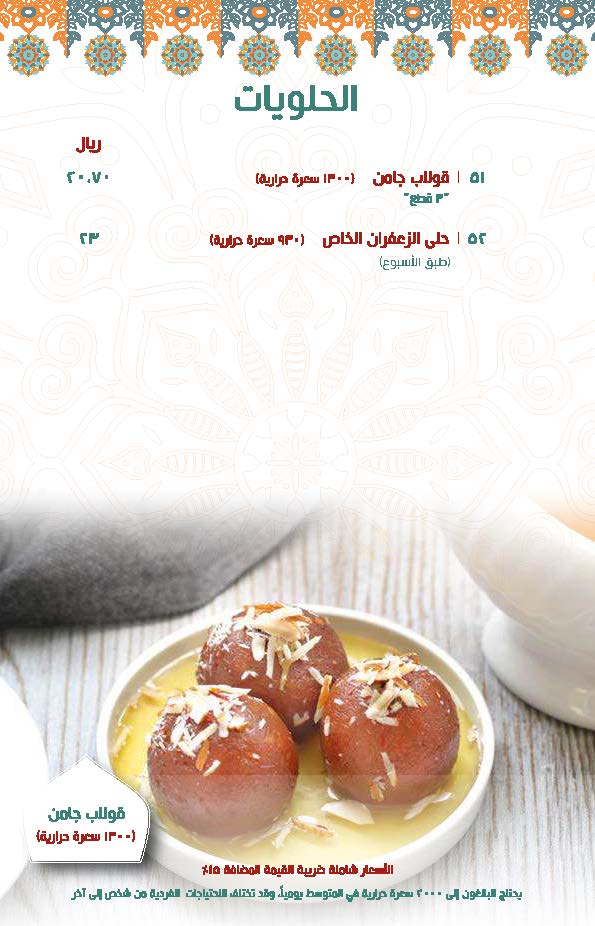 الحلويات
ريال
٥١ | قولاب جامن (١٣٠٠ سعرة حرارية) ٢٠،٧٠
"٣ قطع"
٥٢ | حلى الزعفران الخاص (٩٣٠ سعرة حرارية) ٢٣
(طبق الأسبوع)
قولاب جامن
(١٣٠٠ سعرة حرارية)
الأسعار شاملة ضريبة القيمة المضافة ١٥٪
يحتاج البالغون إلى ٢٠٠٠ سعرة حرارية في المتوسط يومياً، وقد تختلف الاحتياجات الفردية من شخص إلى آخر